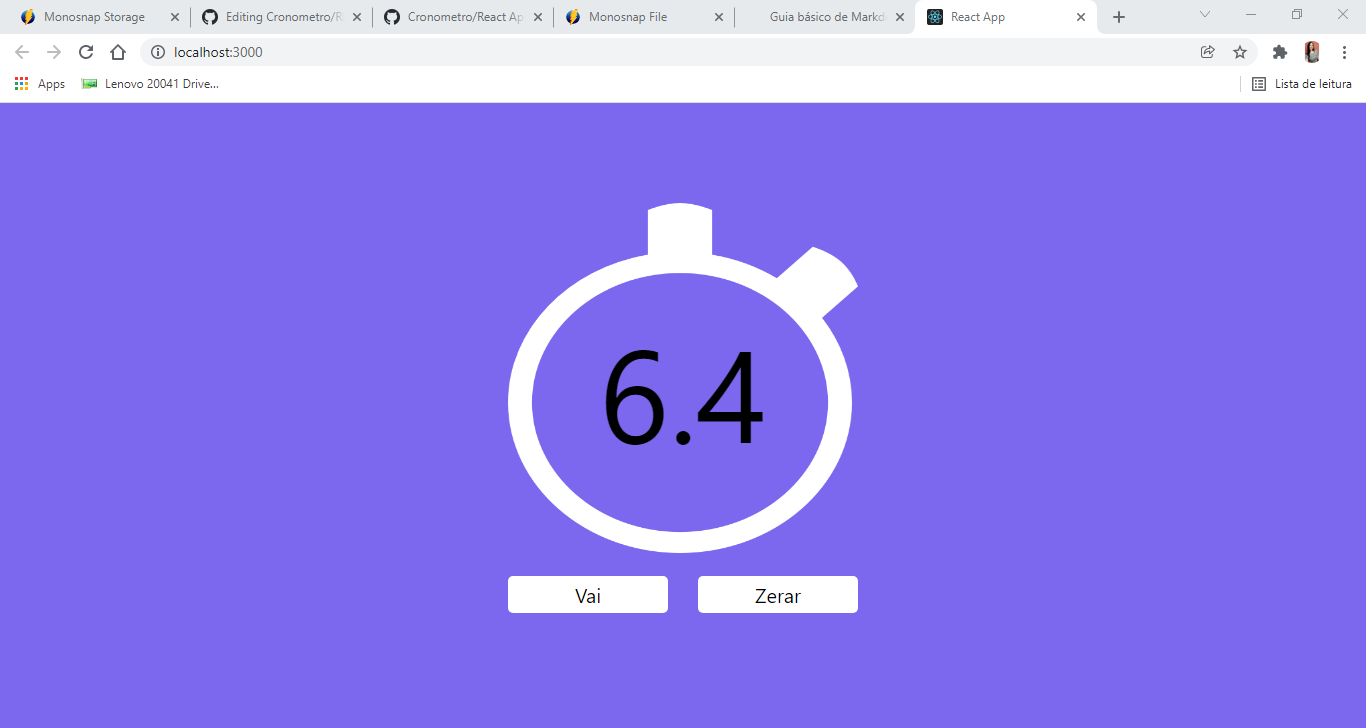 Monosnap Storage
Editing Cronometro/R
Cronometro/React Ap
Monosnap File
Guia básico de Markd
React App
localhost:3000
Apps
Lenovo 20041 Drive...
Lista de leitura
6.4
Vai
Zerar